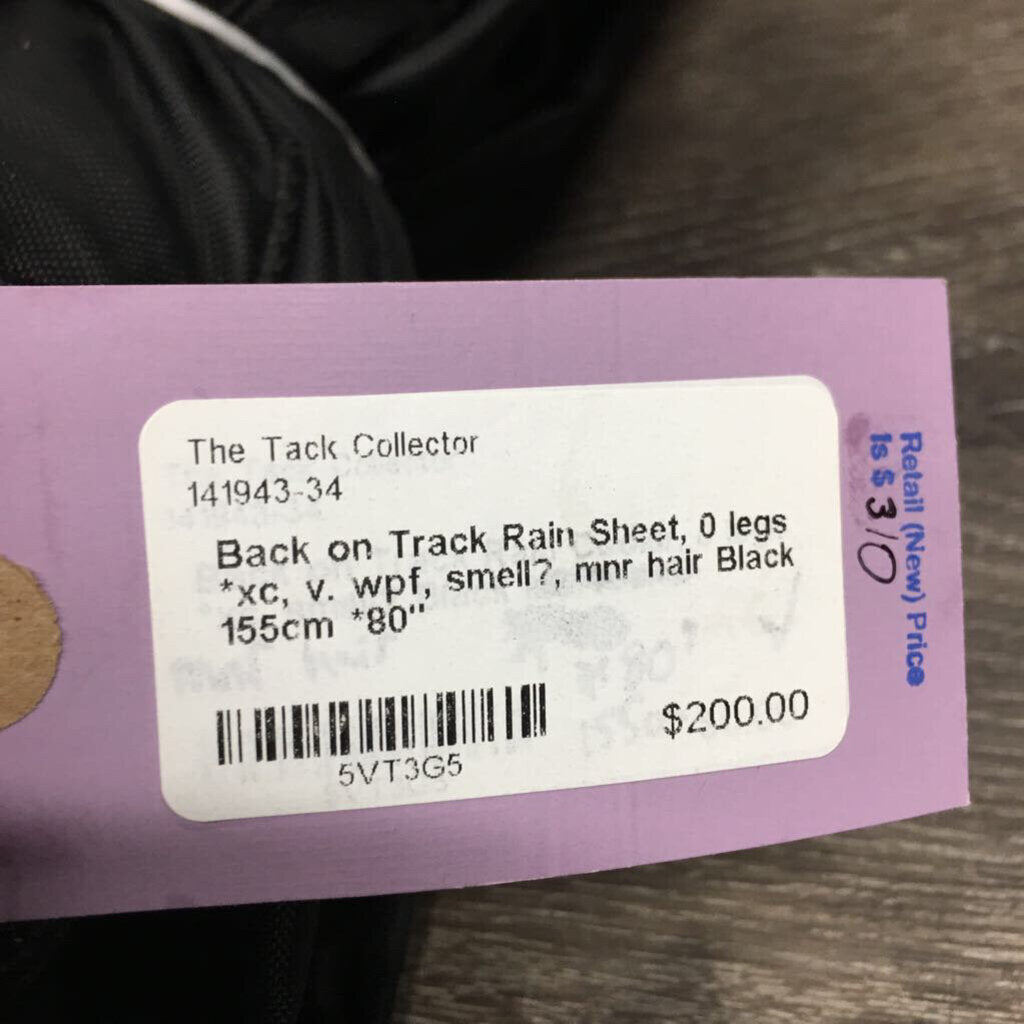 The Tack Collector
141943-34
Back on Track Rain Sheet, 0 legs
*xc, v. wpf, smell?, mnr hair Black
155cm *80"
5VT3G5
$200.00
Retail (New) Price
Is $ 310